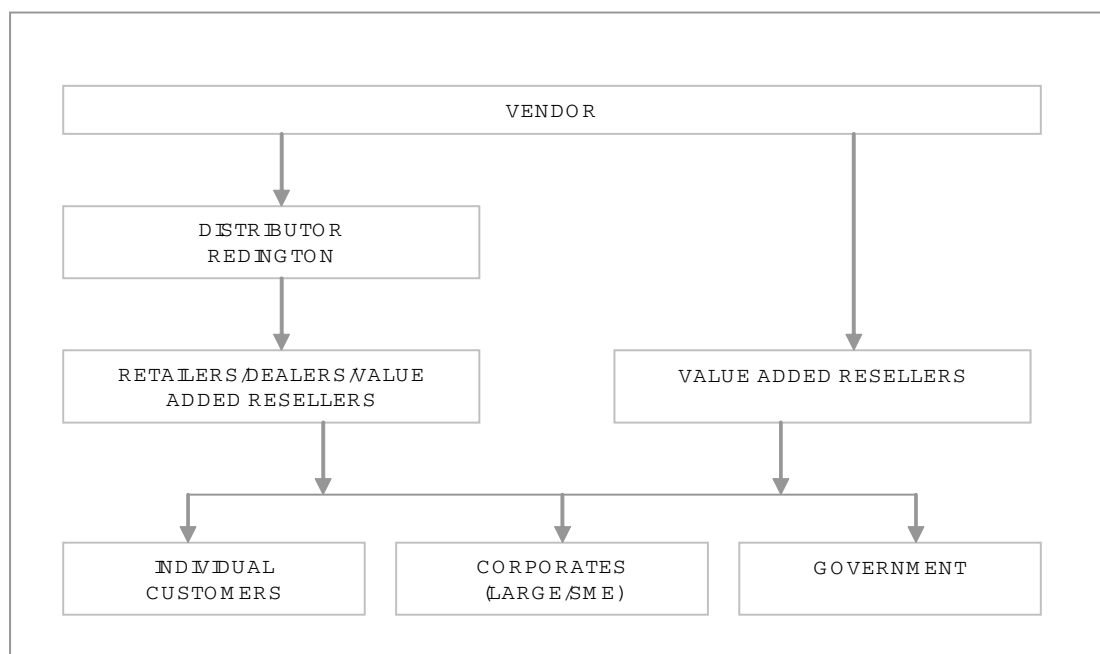 VENDOR
DISTRIBUTOR
REDINGTON
RETAILERS/DEALERS/VALUE
ADDED RESELLERS
VALUE ADDED RESELLERS
INDIVIDUAL
CUSTOMERS
CORPORATES
(LARGE/SME)
GOVERNMENT